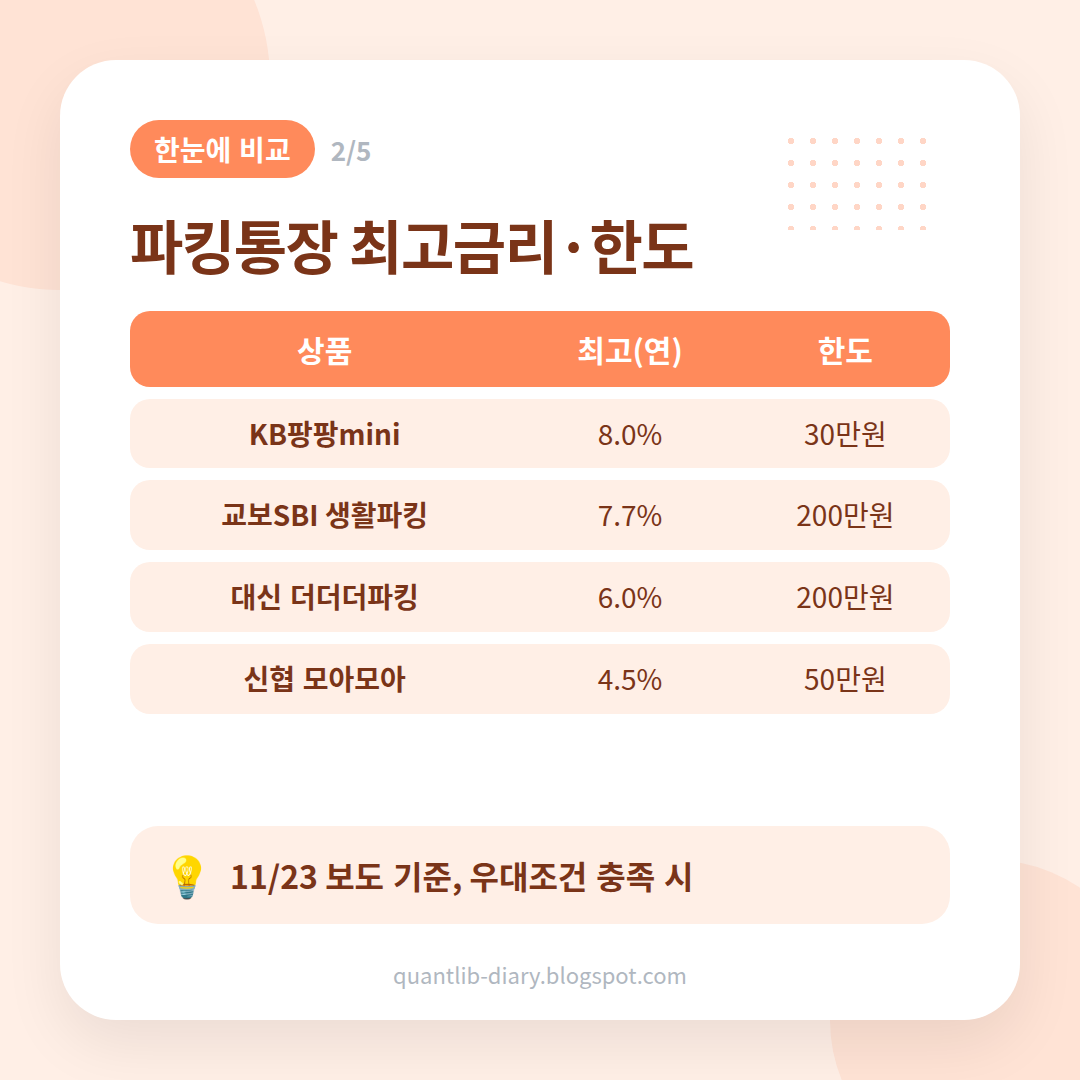 한눈에 비교 2/5
파킹통장 최고금리·한도
상품 최고(연) 한도
KB팡팡mini 8.0% 30만원
교보SBI 생활파킹 7.7% 200만원
대신 더더더파킹 6.0% 200만원
신협 모아모아 4.5% 50만원
11/23 보도 기준, 우대조건 충족 시
quantlib-diary.blogspot.com